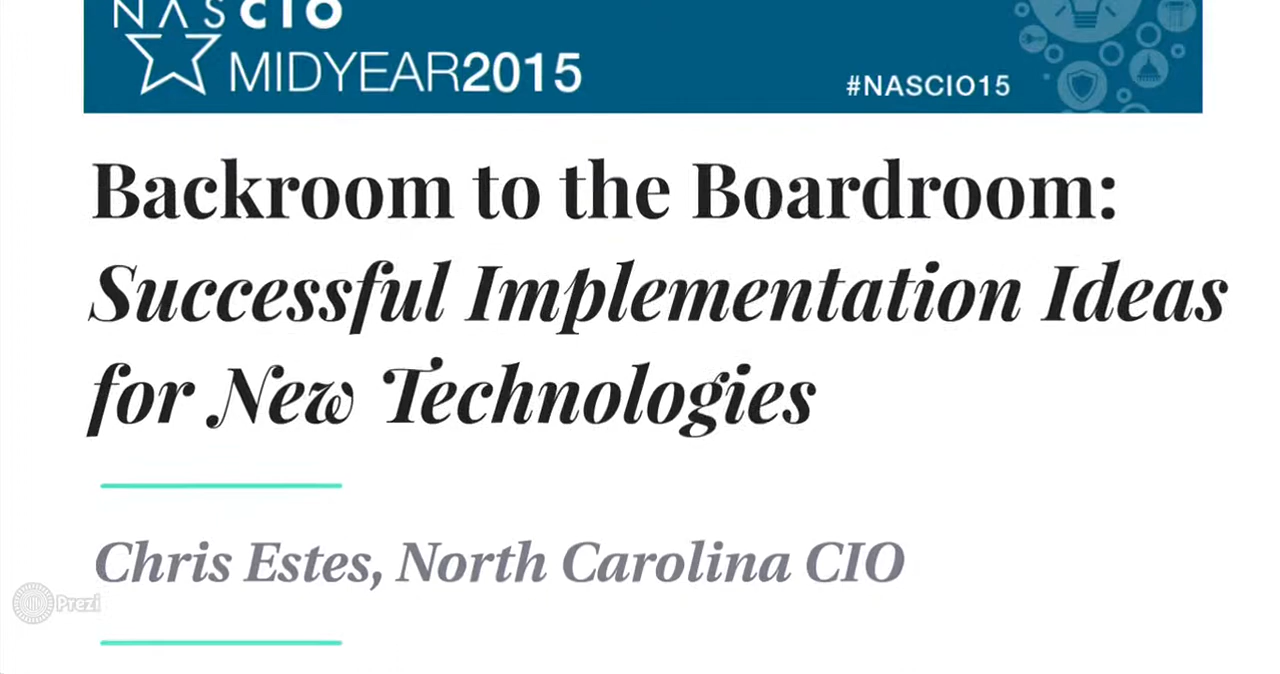 NASCIO
MIDYEAR2015
#NASCIO15
Backroom to the Boardroom:
Successful Implementation Ideas
for New Technologies
Chris Estes, North Carolina CIO
Prezi